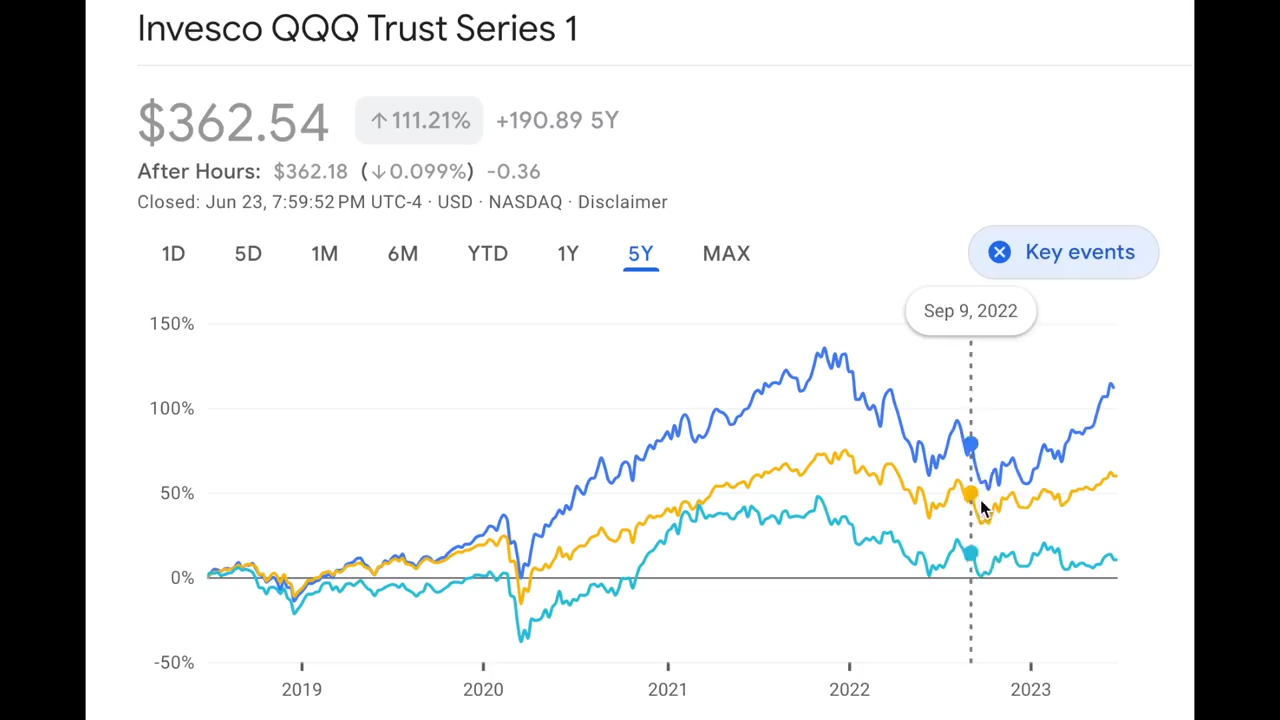 Invesco QQQ Trust Series 1
$362.54 ↑ 111.21% +190.89 5Y
After Hours: $362.18 (↓0.099%) -0.36
Closed: Jun 23, 7:59:52 PM UTC-4 · USD · NASDAQ · Disclaimer
1D 5D 1M 6M YTD 1Y 5Y MAX Key events
Sep 9, 2022
150%
100%
50%
0%
-50%
2019 2020 2021 2022 2023